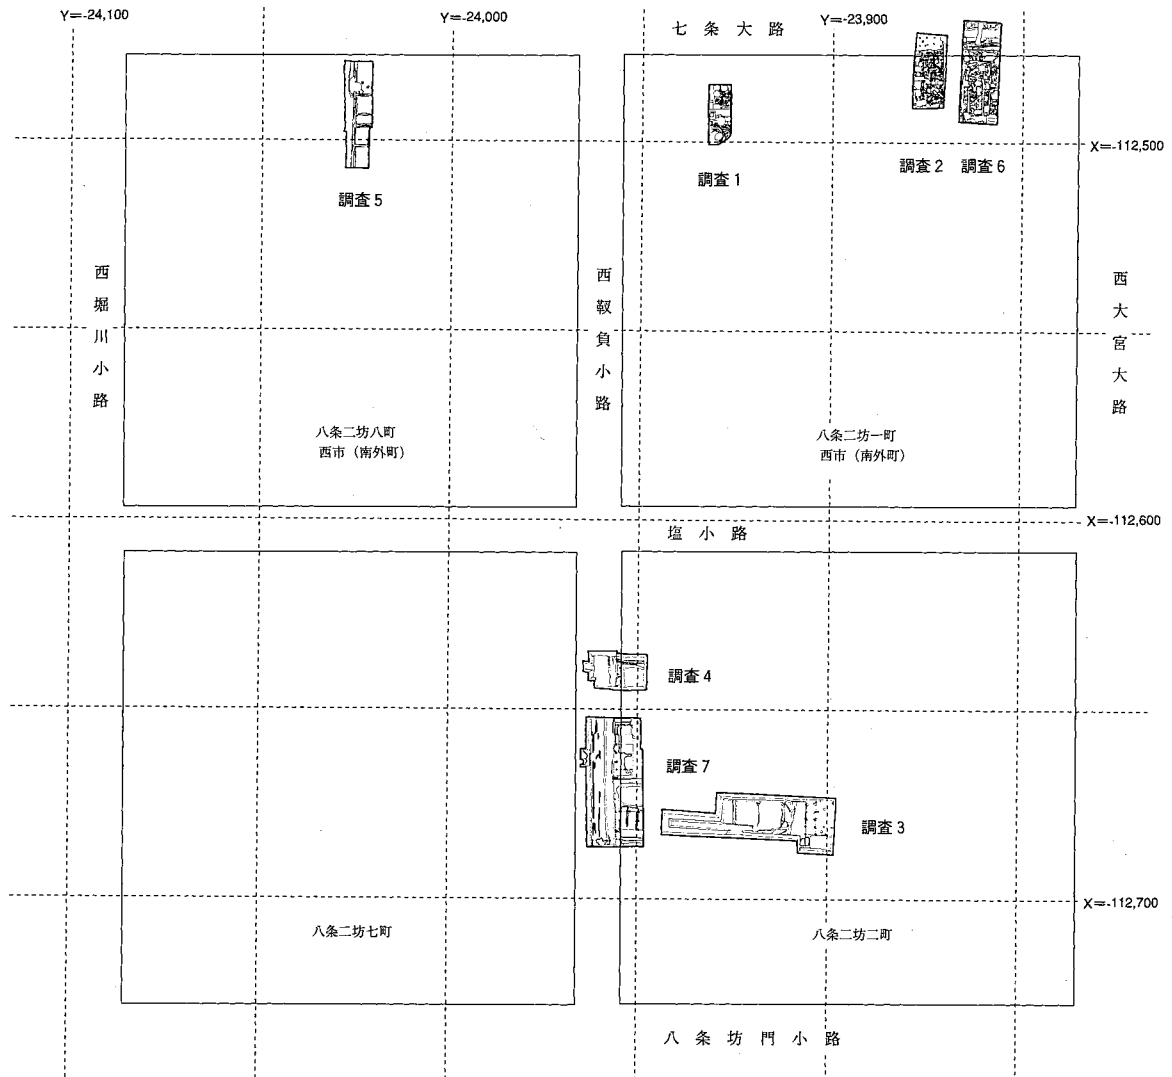 Y=-24,100
Y=-24,000
Y=-23,900
七条大路
X=-112,500
調査5
調査1
調査2
調査6
西堀川小路
西靫負小路
西大宮大路
八条二坊八町
西市（南外町）
八条二坊一町
西市（南外町）
X=-112,600
塩小路
調査4
調査7
調査3
X=-112,700
八条二坊七町
八条二坊二町
八条坊門小路